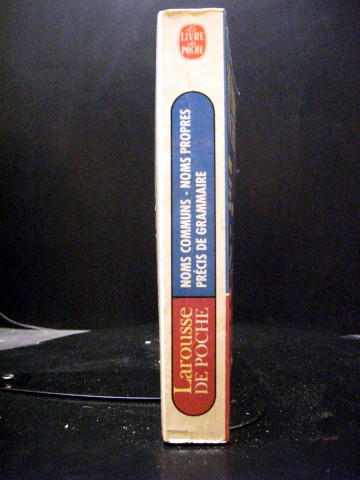 Le
LIVRE
de
POCHE
Larousse
DE POCHE
NOMS COMMUNS - NOMS PROPRES
PRÉCIS DE GRAMMAIRE